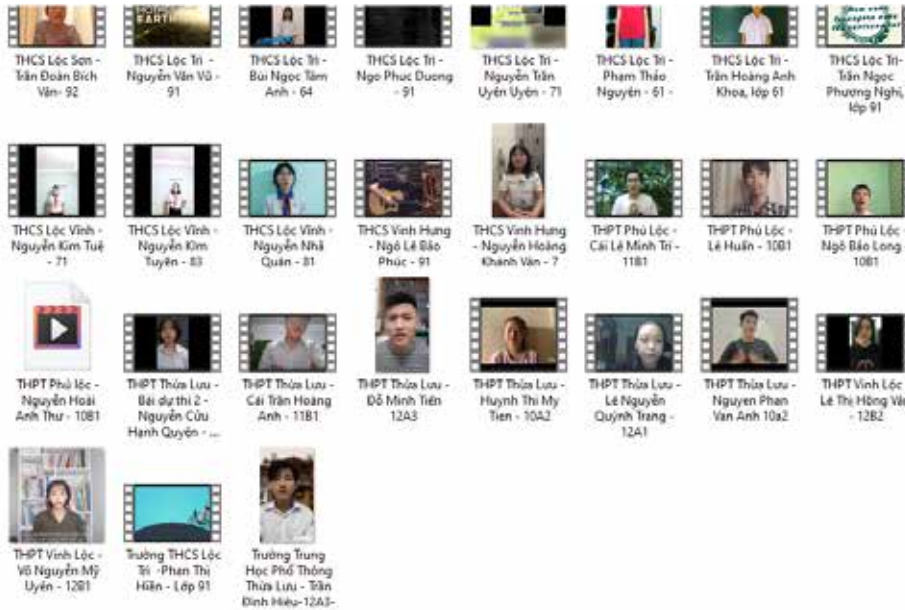 THCS Lộc Sơn -
Trần Đoàn Bích
Vân- 92
THCS Lộc Trì -
Nguyễn Văn Vũ -
91
THCS Lộc Trì -
Bùi Ngọc Tâm
Anh - 64
THCS Lộc Trì -
Ngo Phuc Duong
- 91
THCS Lộc Trì -
Nguyễn Trần
Uyên Uyên - 71
THCS Lộc Trì -
Phạm Thảo
Nguyên - 61 -
THCS Lộc Trì -
Trần Hoàng Anh
Khoa, lớp 61
THCS Lộc Trì-
Trần Ngọc
Phương Nghi,
lớp 91
THCS Lộc Vĩnh -
Nguyễn Kim Tuệ
- 71
THCS Lộc Vĩnh -
Nguyễn Kim
Tuyền - 83
THCS Lộc Vĩnh -
Nguyễn Nhã
Quân - 81
THCS Vinh Hưng
- Ngô Lê Bảo
Phúc - 91
THCS Vinh Hưng
- Nguyễn Hoàng
Khánh Vân - 7
THPT Phú Lộc -
Cái Lê Minh Trí -
11B1
THPT Phú Lộc -
Lê Huấn - 10B1
THPT Phú Lộc -
Ngô Bảo Long -
10B1
THPT Phú lộc -
Nguyễn Hoài
Anh Thư - 10B1
THPT Thừa Lưu -
Bài dự thi 2 -
Nguyễn Cửu
Hạnh Quyên - ...
THPT Thừa Lưu -
Cái Trần Hoàng
Anh - 11B1
THPT Thừa Lưu -
Đỗ Minh Tiến
12A3
THPT Thừa Lưu -
Huynh Thi My
Tien - 10A2
THPT Thừa Lưu -
Lê Nguyễn
Quỳnh Trang -
12A1
THPT Thừa Lưu -
Nguyen Phan
Van Anh 10a2
THPT Vinh Lộc
Lê Thị Hồng Vâ
- 12B2
THPT Vinh Lộc -
Võ Nguyễn Mỹ
Uyên - 12B1
Trường THCS Lộc
Trì -Phan Thị
Hiền - Lớp 91
Trường Trung
Học Phổ Thông
Thừa Lưu - Trần
Đình Hiếu-12A3-